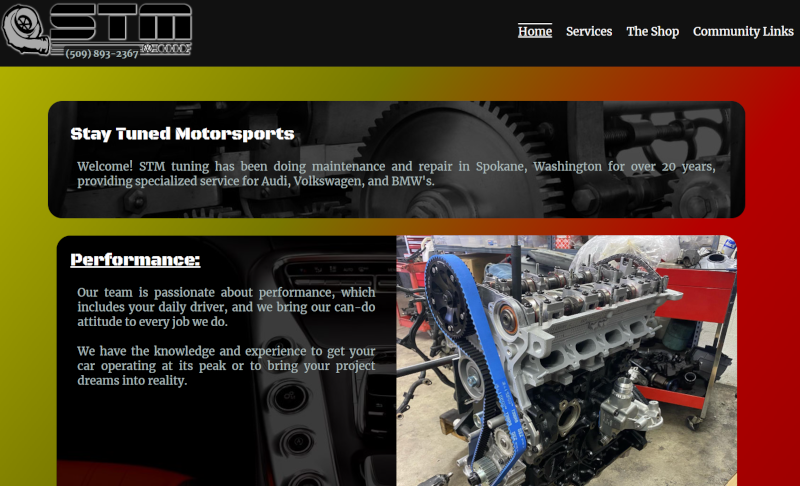 STM
(509) 893-2367
Home Services The Shop Community Links
Stay Tuned Motorsports
Welcome! STM tuning has been doing maintenance and repair in Spokane, Washington for over 20 years,
providing specialized service for Audi, Volkswagen, and BMW's.
Performance:
Our team is passionate about performance, which
includes your daily driver, and we bring our can-do
attitude to every job we do.
We have the knowledge and experience to get your
car operating at its peak or to bring your project
dreams into reality.